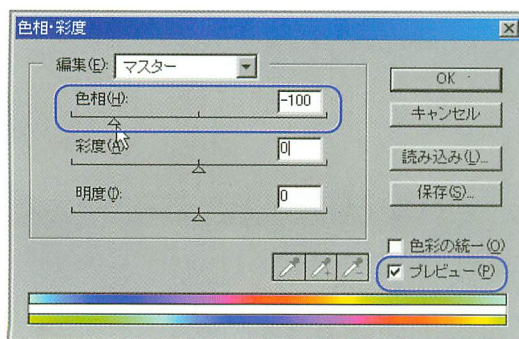 色相・彩度
編集(E): マスター
色相(H): -100
彩度(A): 0
明度(I): 0
OK
キャンセル
読み込み(L)...
保存(S)...
色彩の統一(O)
プレビュー(P)